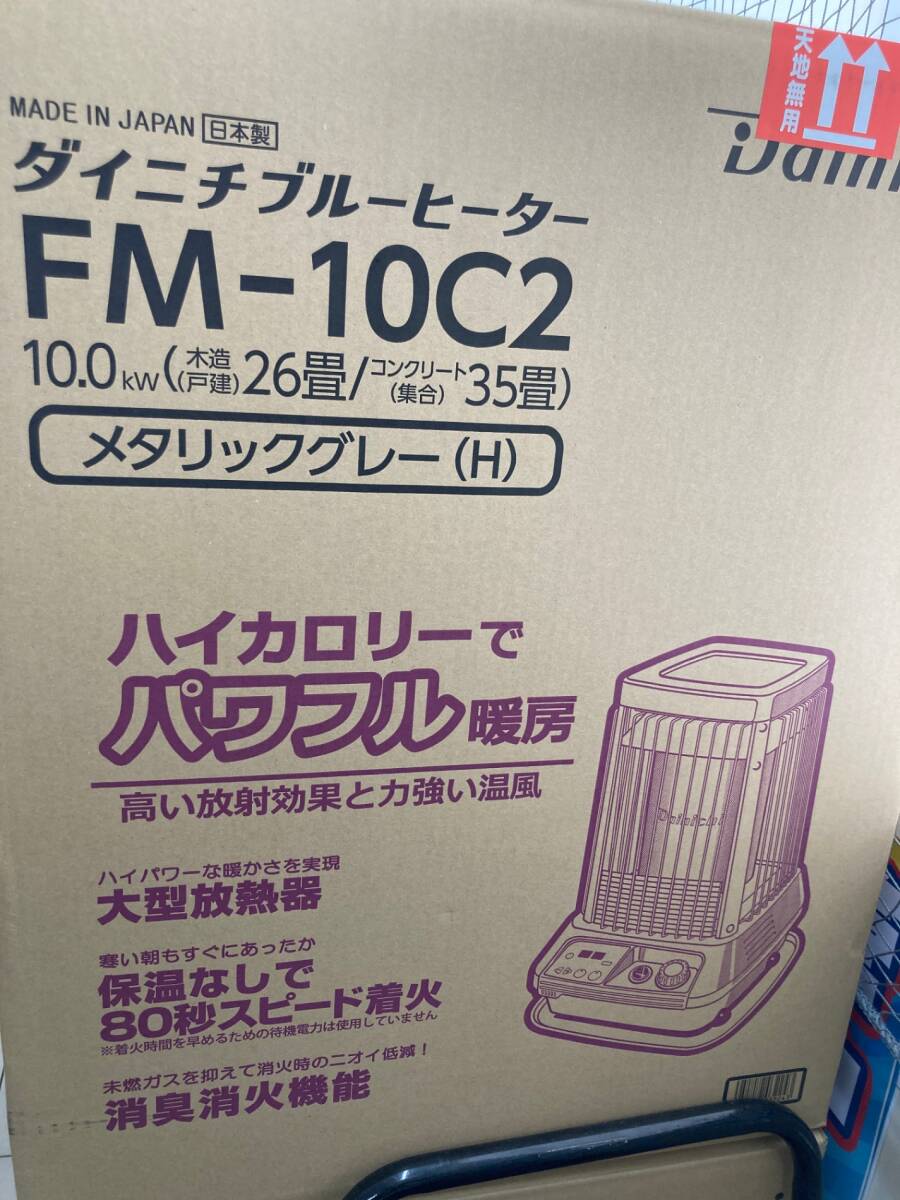 天地無用
MADE IN JAPAN 日本製
ダイニチブルーヒーター
FM-10C2
10.0kW(木造(戸建)26畳/コンクリート(集合)35畳)
メタリックグレー(H)
ハイカロリーで
パワフル暖房
高い放射効果と力強い温風
ハイパワーな暖かさを実現
大型放熱器
寒い朝もすぐにあったか
保温なしで
80秒スピード着火
※着火時間を早めるための待機電力は使用していません
未燃ガスを抑えて消火時のニオイ低減!
消臭消火機能
Dainichi